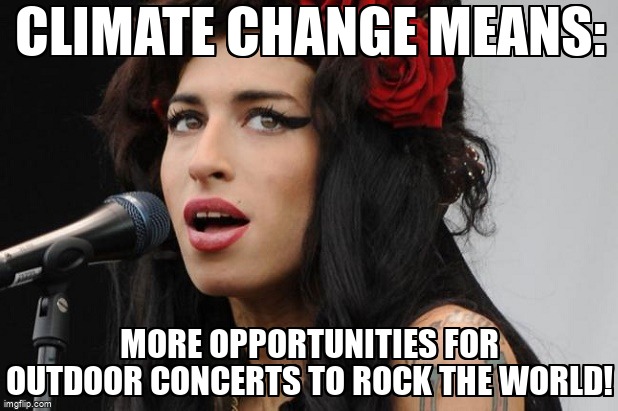 CLIMATE CHANGE MEANS:
MORE OPPORTUNITIES FOR
OUTDOOR CONCERTS TO ROCK THE WORLD!
imgflip.com